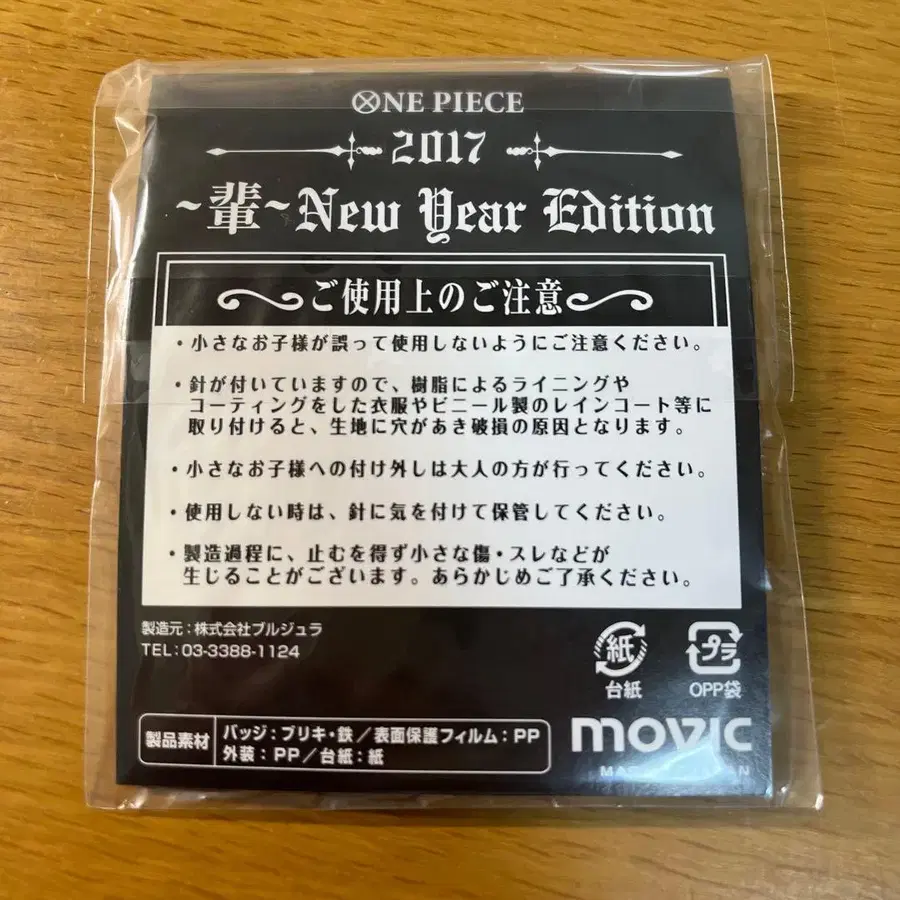 ONE PIECE
2017
~輩~New Year Edition
ご使用上のご注意
・小さなお子様が誤って使用しないようにご注意ください。
・針が付いていますので、樹脂によるライニングや
コーティングをした衣服やビニール製のレインコート等に
取り付けると、生地に穴があき破損の原因となります。
・小さなお子様への付け外しは大人の方が行ってください。
・使用しない時は、針に気を付けて保管してください。
・製造過程に、止むを得ず小さな傷・スレなどが
生じることがございます。あらかじめご了承ください。
製造元：株式会社ブルジュラ
TEL：03-3388-1124
紙
台紙
プラ
OPP袋
製品素材
バッジ：ブリキ・鉄／表面保護フィルム：PP
外装：PP／台紙：紙
movic